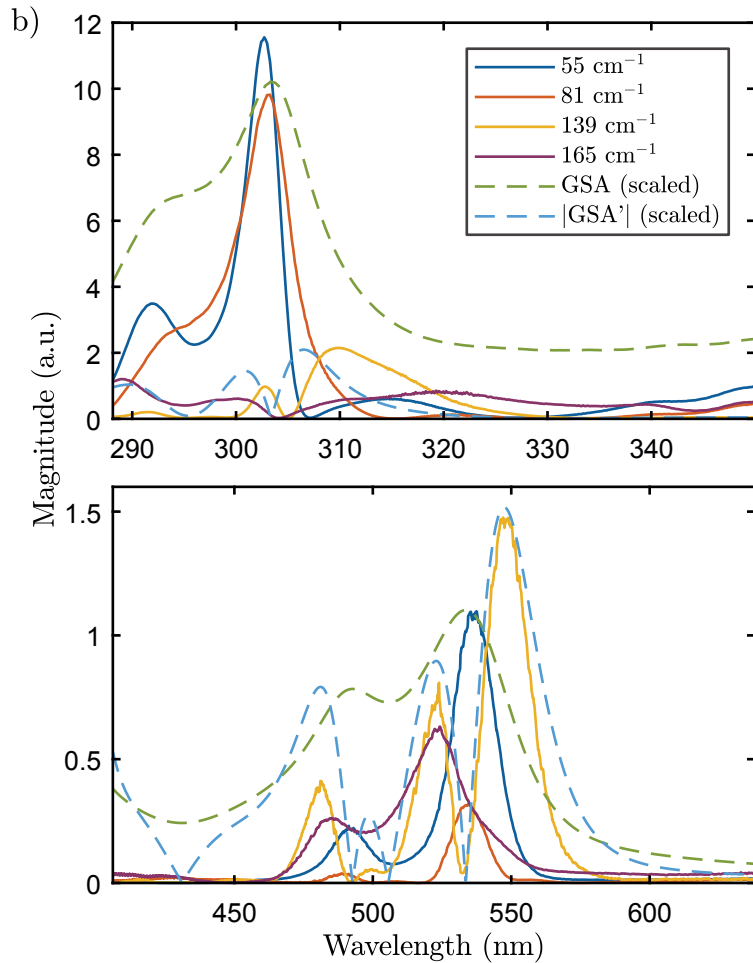 b)
Magnitude (a.u.)
12
10
8
6
4
2
0
55 cm⁻¹
81 cm⁻¹
139 cm⁻¹
165 cm⁻¹
GSA (scaled)
|GSA'| (scaled)
290 300 310 320 330 340
1.5
1
0.5
0
450 500 550 600
Wavelength (nm)